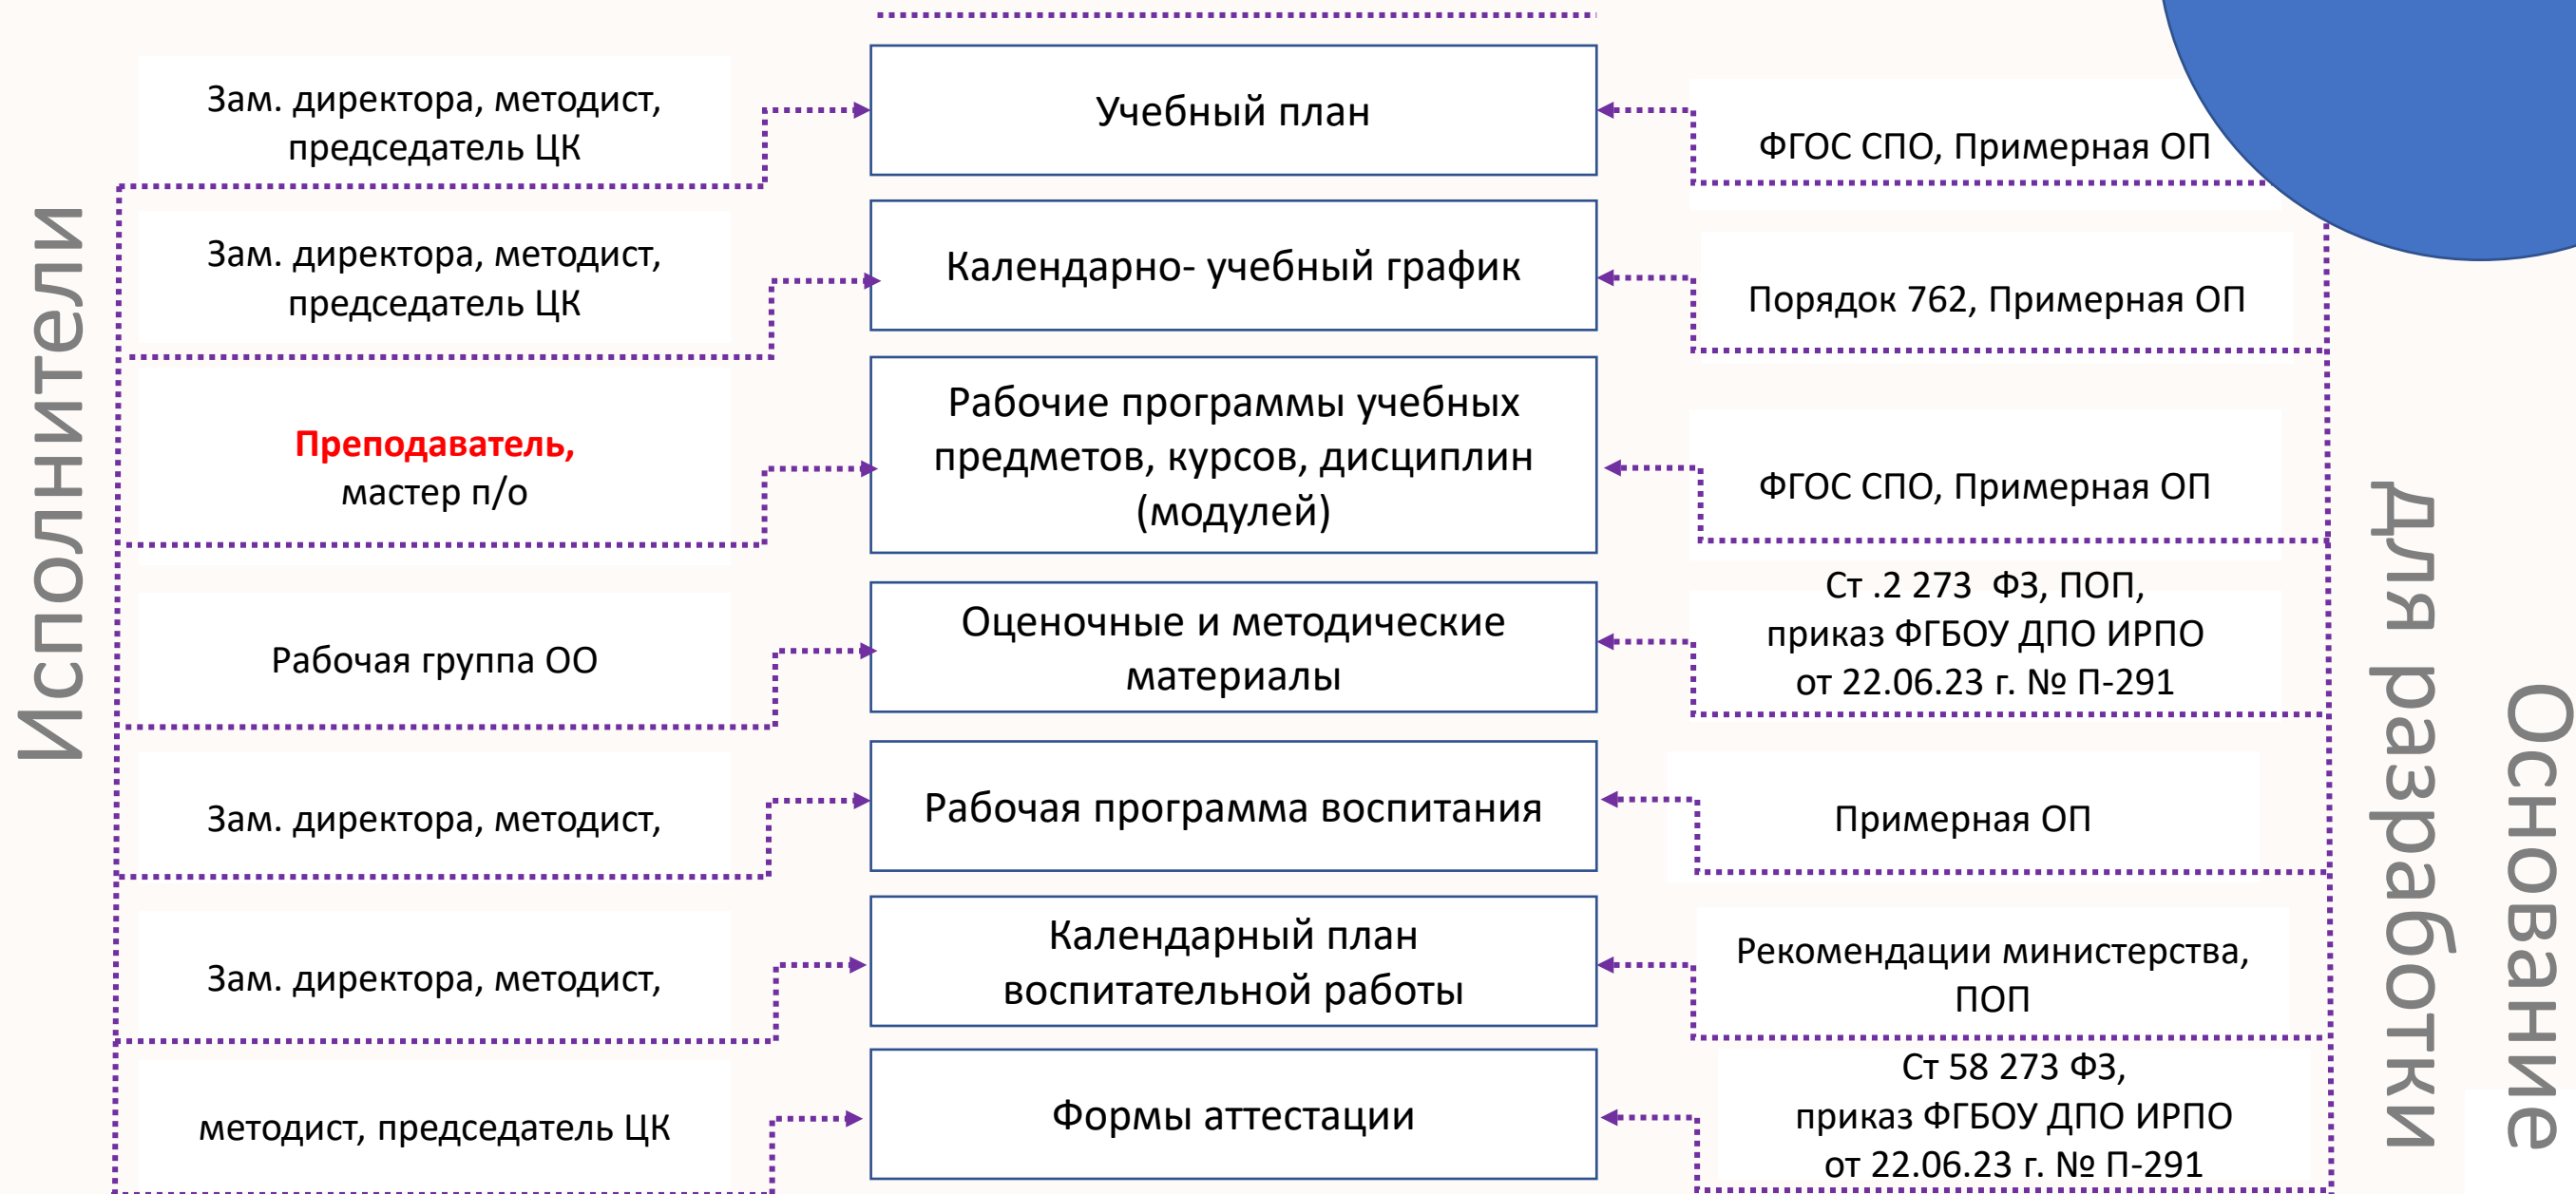 Исполнители
Зам. директора, методист,
председатель ЦК
Учебный план
ФГОС СПО, Примерная ОП
Зам. директора, методист,
председатель ЦК
Календарно- учебный график
Порядок 762, Примерная ОП
Преподаватель,
мастер п/о
Рабочие программы учебных
предметов, курсов, дисциплин
(модулей)
ФГОС СПО, Примерная ОП
Рабочая группа ОО
Оценочные и методические
материалы
Ст .2 273 ФЗ, ПОП,
приказ ФГБОУ ДПО ИРПО
от 22.06.23 г. № П-291
Зам. директора, методист,
Рабочая программа воспитания
Примерная ОП
Зам. директора, методист,
Календарный план
воспитательной работы
Рекомендации министерства,
ПОП
методист, председатель ЦК
Формы аттестации
Ст 58 273 ФЗ,
приказ ФГБОУ ДПО ИРПО
от 22.06.23 г. № П-291
Основание
для разработки